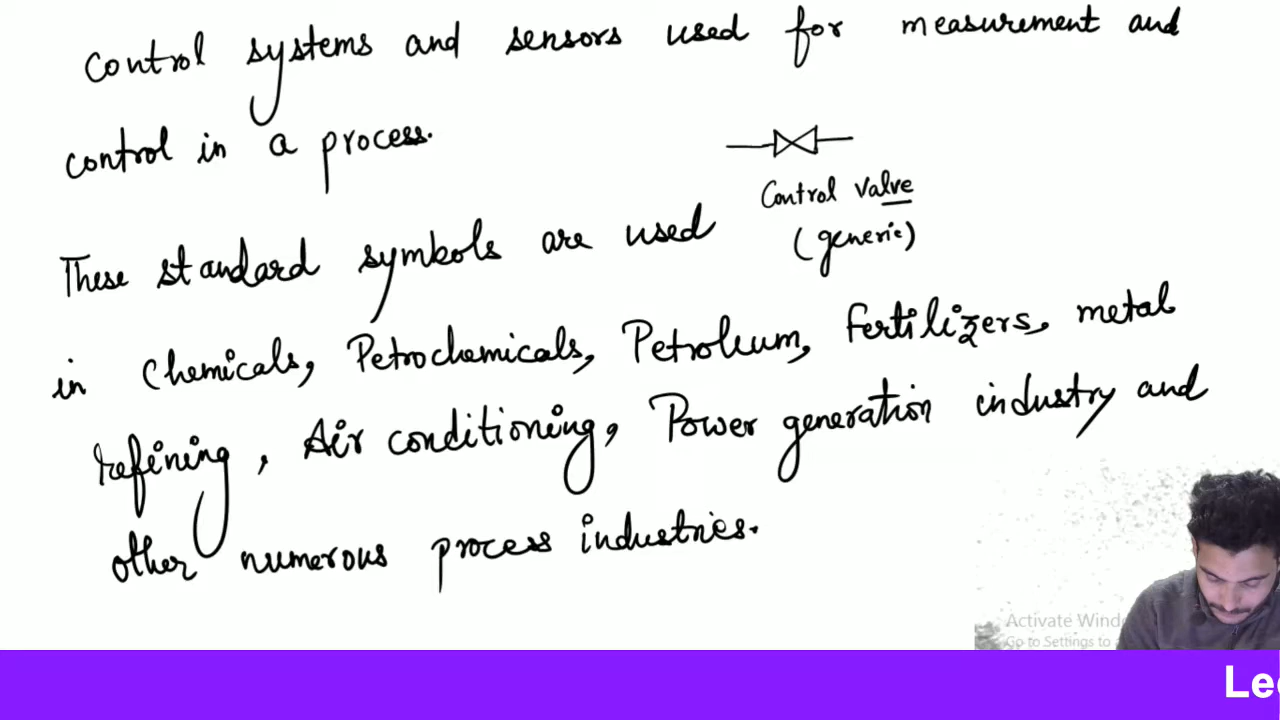 Control systems and sensors used for measurement and
control in a process.
Control valve
(generic)
These standard symbols are used
in Chemicals, Petrochemicals, Petroleum, Fertilizers, metal
refining, Air conditioning, Power generation industry and
other numerous process industries.
Activate Wind
Go to Settings to a
Lec